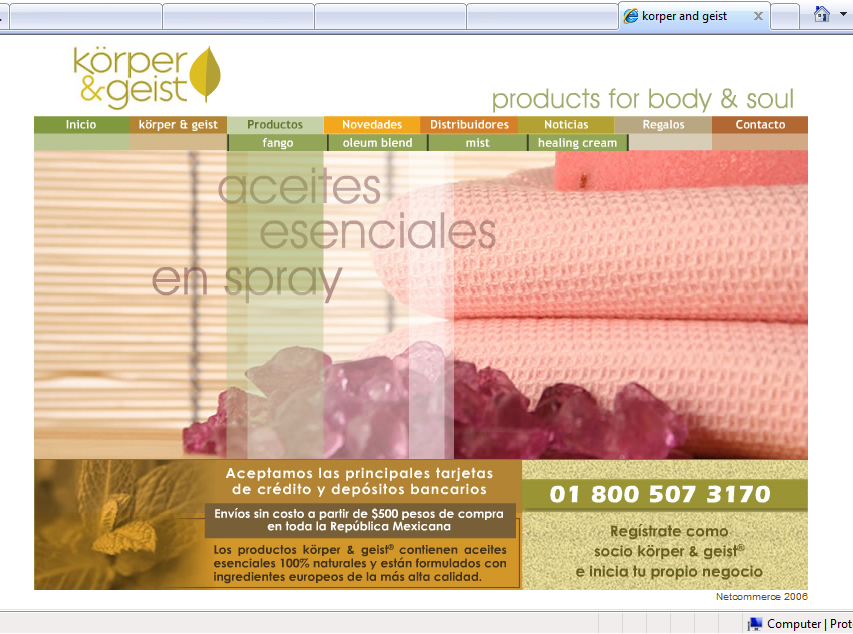 korper and geist
körper
&geist
products for body & soul
Inicio körper & geist Productos Novedades Distribuidores Noticias Regalos Contacto
fango oleum blend mist healing cream
aceites
esenciales
en spray
Aceptamos las principales tarjetas
de crédito y depósitos bancarios
Envíos sin costo a partir de $500 pesos de compra
en toda la República Mexicana
Los productos körper & geist® contienen aceites
esenciales 100% naturales y están formulados con
ingredientes europeos de la más alta calidad.
01 800 507 3170
Regístrate como
socio körper & geist®
e inicia tu propio negocio
Netcommerce 2006
Computer | Prot